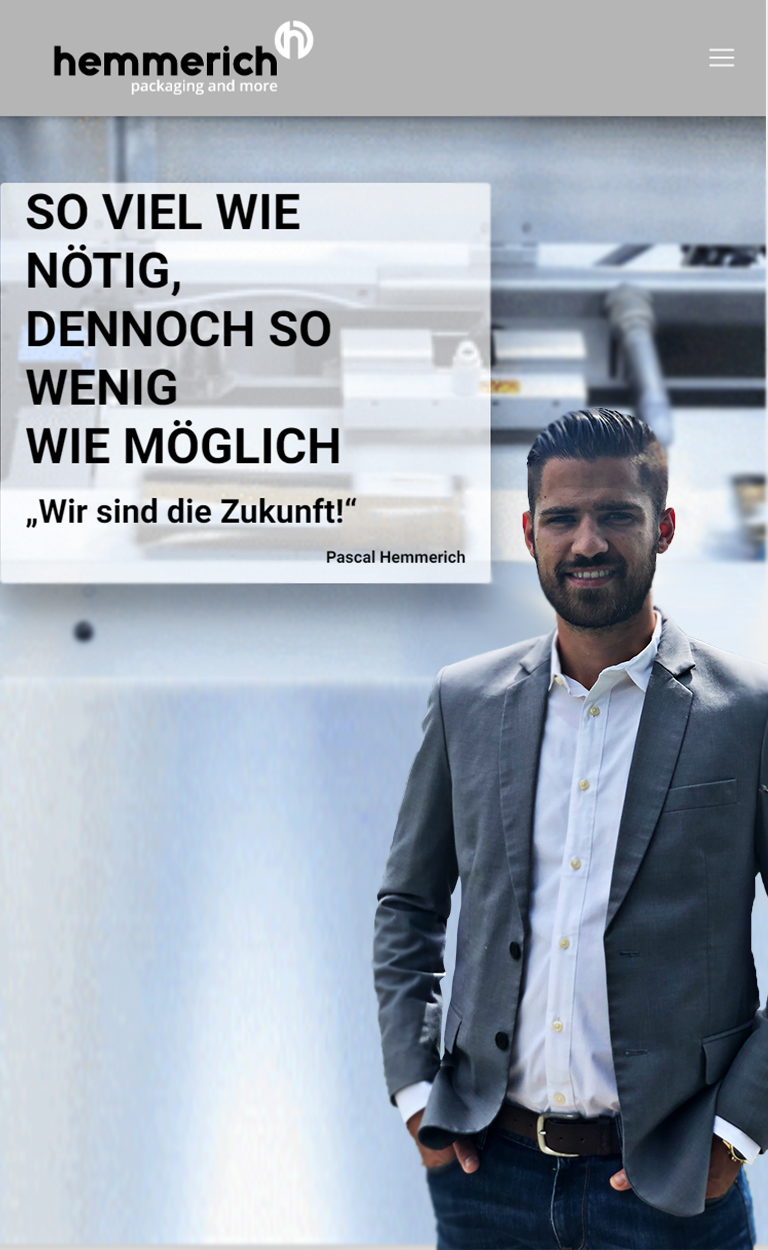 hemmerich
packaging and more
SO VIEL WIE
NÖTIG,
DENNOCH SO
WENIG
WIE MÖGLICH
„Wir sind die Zukunft!“
Pascal Hemmerich